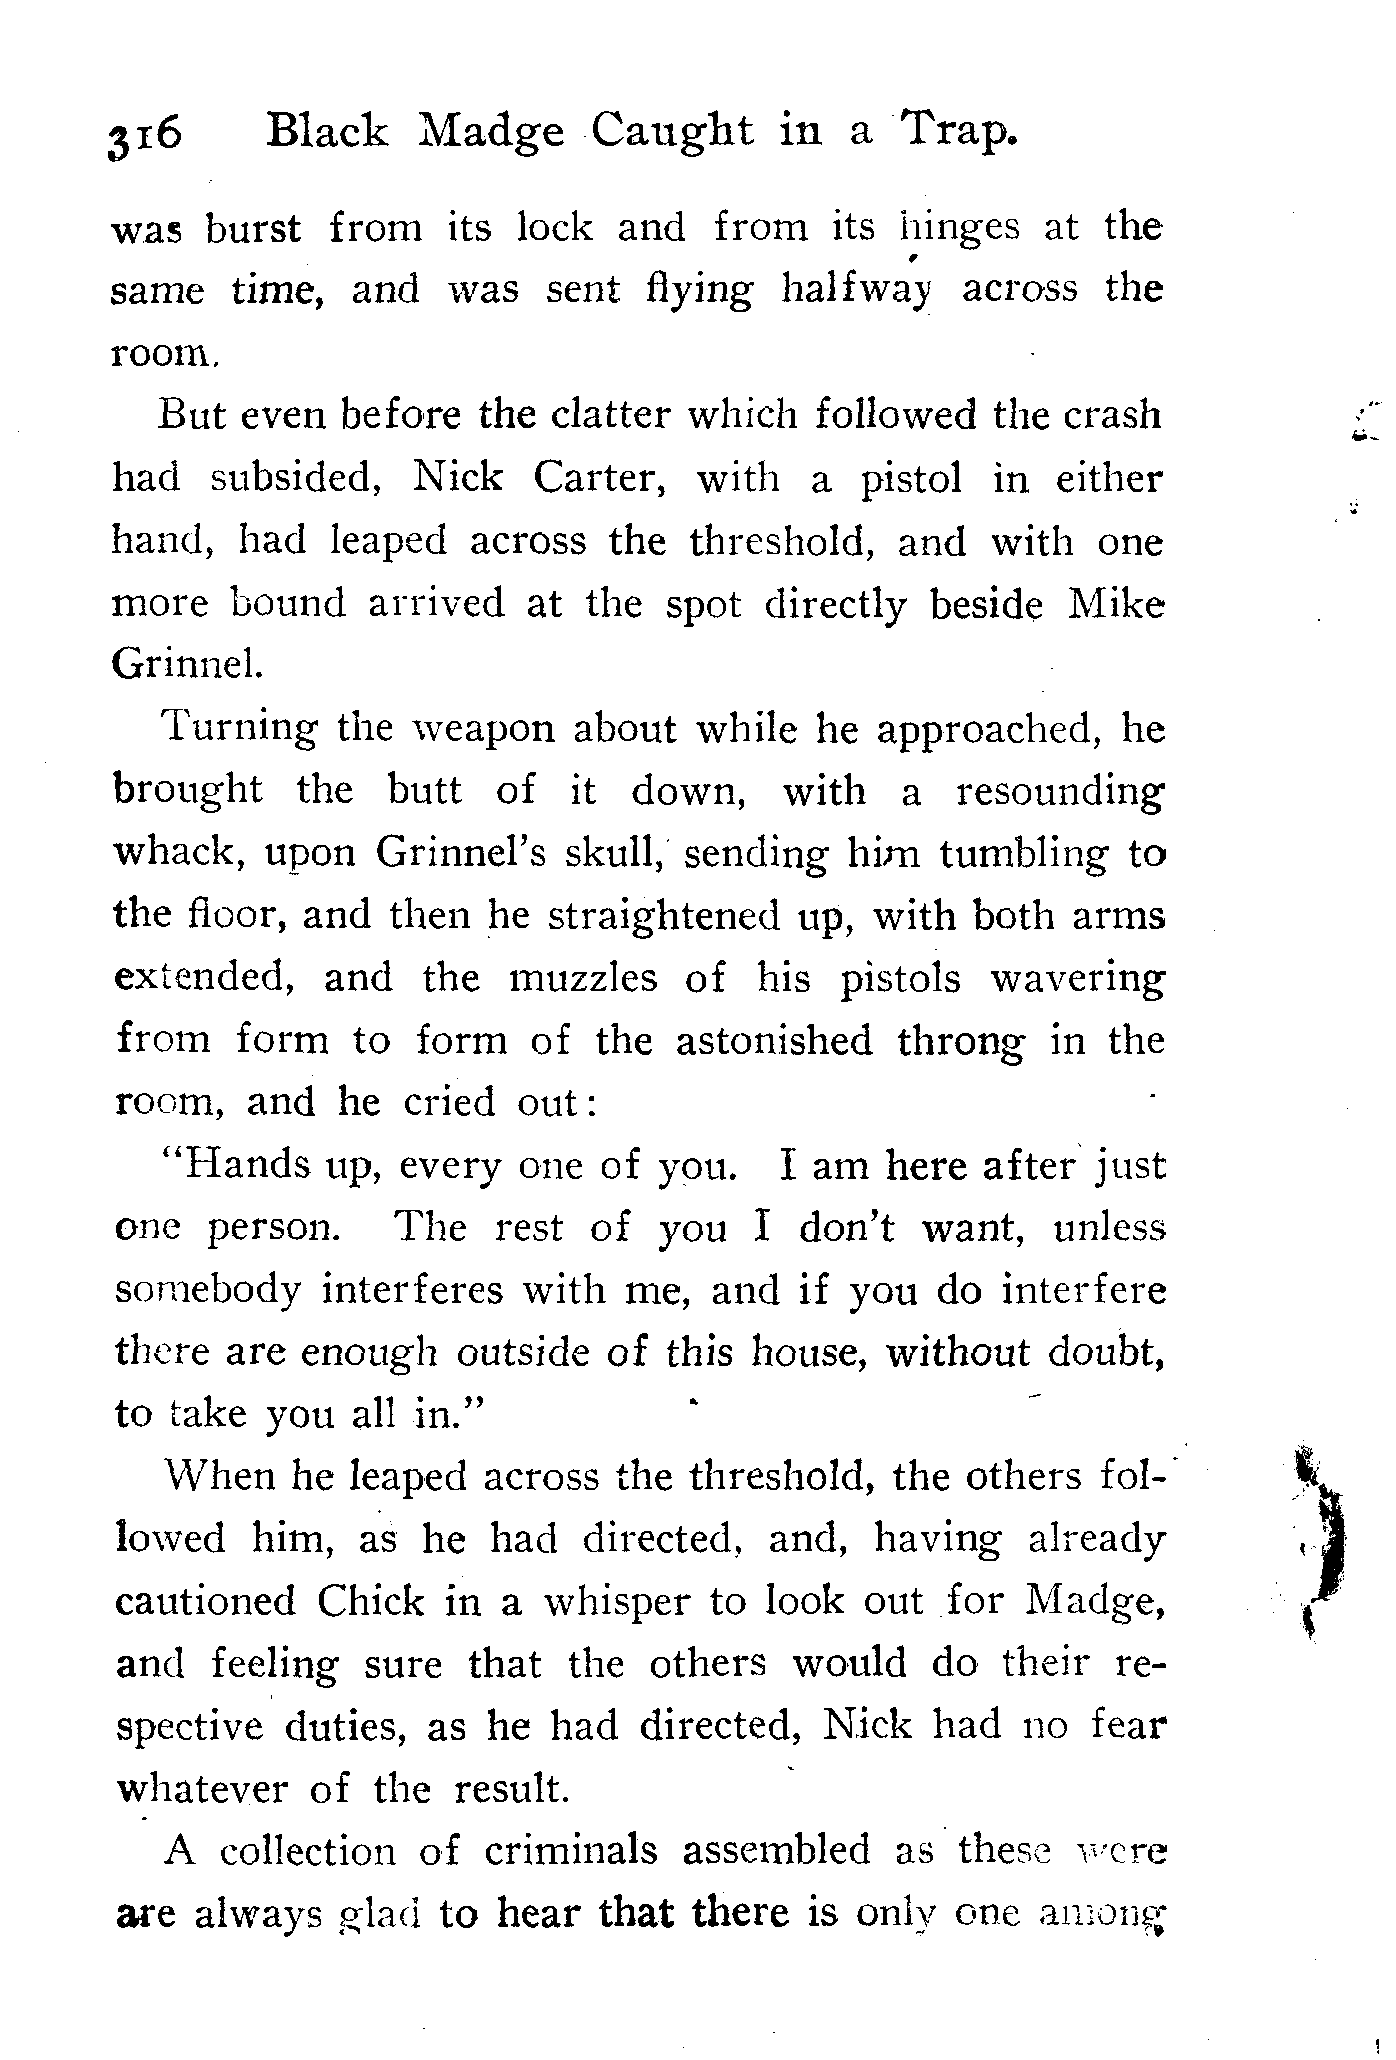 316 Black Madge Caught in a Trap.
was burst from its lock and from its hinges at the
same time, and was sent flying halfway across the
room.
But even before the clatter which followed the crash
had subsided, Nick Carter, with a pistol in either
hand, had leaped across the threshold, and with one
more bound arrived at the spot directly beside Mike
Grinnel.
Turning the weapon about while he approached, he
brought the butt of it down, with a resounding
whack, upon Grinnel's skull, sending him tumbling to
the floor, and then he straightened up, with both arms
extended, and the muzzles of his pistols wavering
from form to form of the astonished throng in the
room, and he cried out:
"Hands up, every one of you. I am here after just
one person. The rest of you I don't want, unless
somebody interferes with me, and if you do interfere
there are enough outside of this house, without doubt,
to take you all in."
When he leaped across the threshold, the others fol-
lowed him, as he had directed, and, having already
cautioned Chick in a whisper to look out for Madge,
and feeling sure that the others would do their re-
spective duties, as he had directed, Nick had no fear
whatever of the result.
A collection of criminals assembled as these were
are always glad to hear that there is only one among